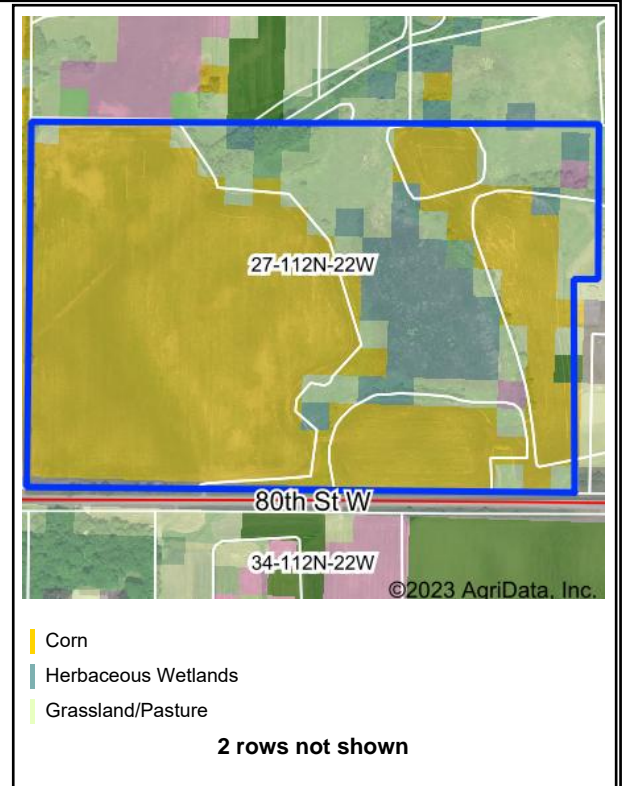 27-112N-22W
80th St W
34-112N-22W
©2023 AgriData, Inc.
Corn
Herbaceous Wetlands
Grassland/Pasture
2 rows not shown